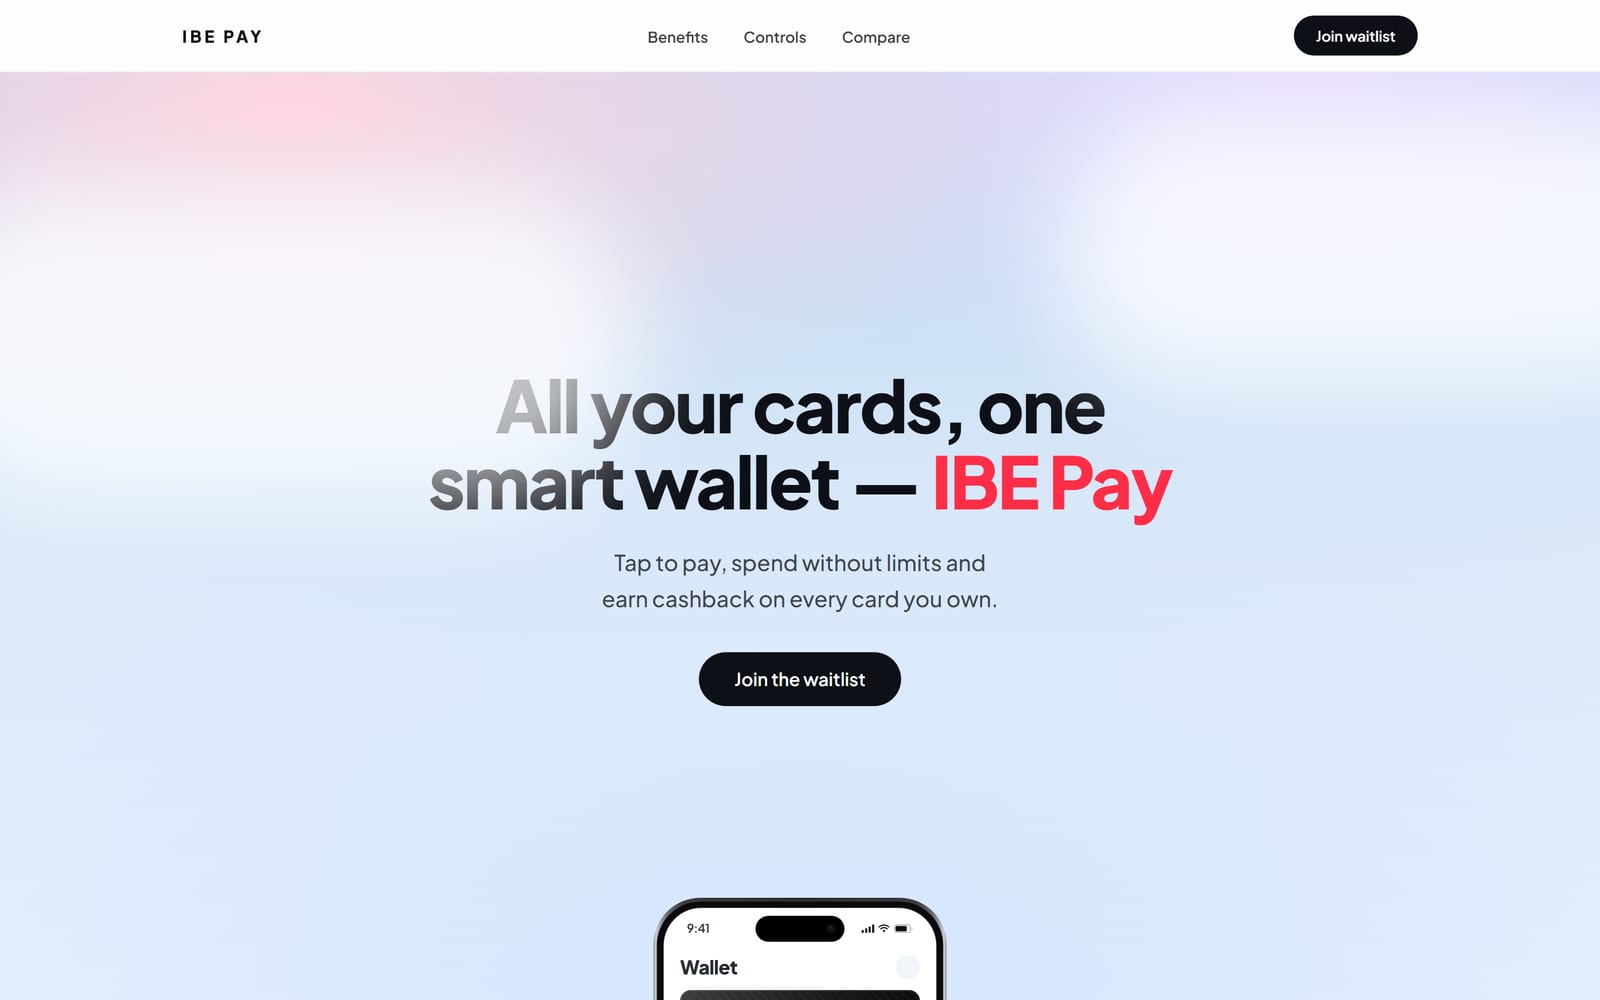 IBE PAY
Benefits
Controls
Compare
Join waitlist
All your cards, one
smart wallet — IBE Pay
Tap to pay, spend without limits and
earn cashback on every card you own.
Join the waitlist
9:41
Wallet